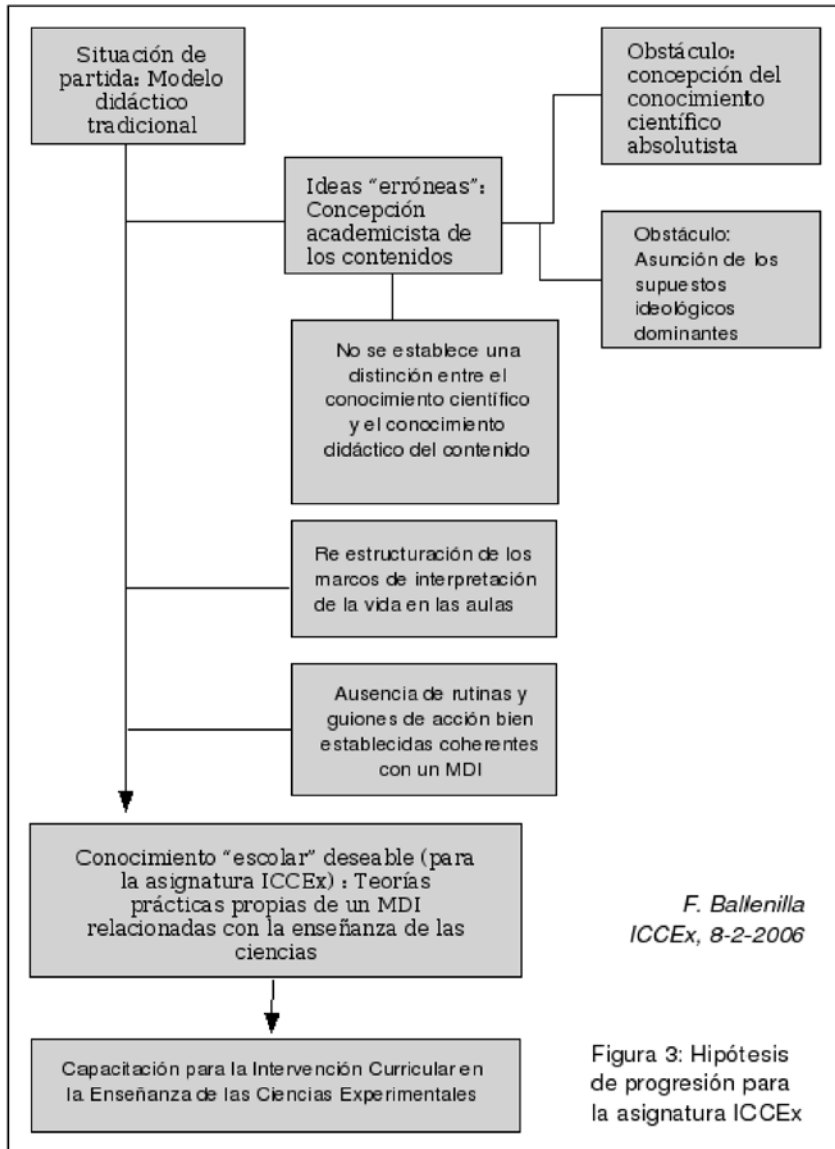 Situación de
partida: Modelo
didáctico
tradicional
Obstáculo:
concepción del
conocimiento
científico
absolutista
Ideas “erróneas”:
Concepción
academicista de
los contenidos
Obstáculo:
Asunción de los
supuestos
ideológicos
dominantes
No se establece una
distinción entre el
conocimiento científico
y el conocimiento
didáctico del contenido
Re estructuración de los
marcos de interpretación
de la vida en las aulas
Ausencia de rutinas y
guiones de acción bien
establecidas coherentes
con un MDI
Conocimiento “escolar” deseable (para
la asignatura ICCEx) : Teorías
prácticas propias de un MDI
relacionadas con la enseñanza de las
ciencias
F. Ballenilla
ICCEx, 8-2-2006
Capacitación para la Intervención Curricular en
la Enseñanza de las Ciencias Experimentales
Figura 3: Hipótesis
de progresión para
la asignatura ICCEx